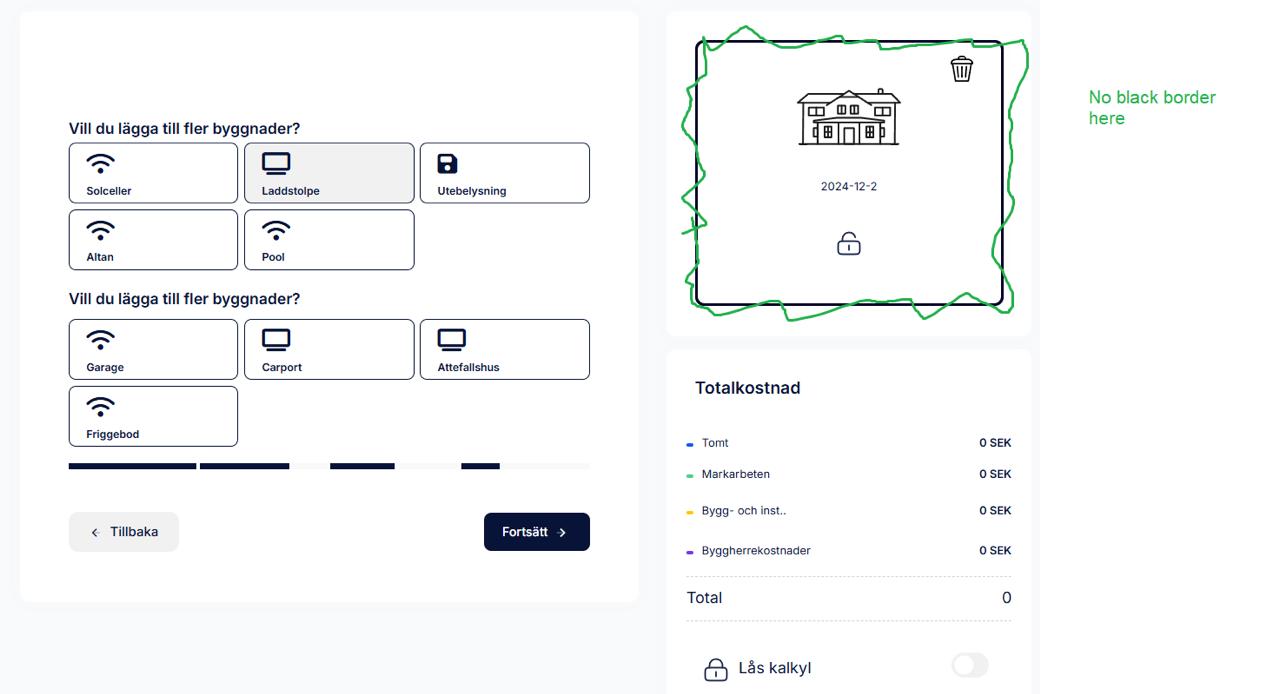 Vill du lägga till fler byggnader?
Solceller
Laddstolpe
Utebelysning
Altan
Pool
Vill du lägga till fler byggnader?
Garage
Carport
Attefallshus
Friggebod
Tillbaka
Fortsätt
2024-12-2
No black border
here
Totalkostnad
Tomt 0 SEK
Markarbeten 0 SEK
Bygg- och inst.. 0 SEK
Byggherrekostnader 0 SEK
Total 0
Lås kalkyl